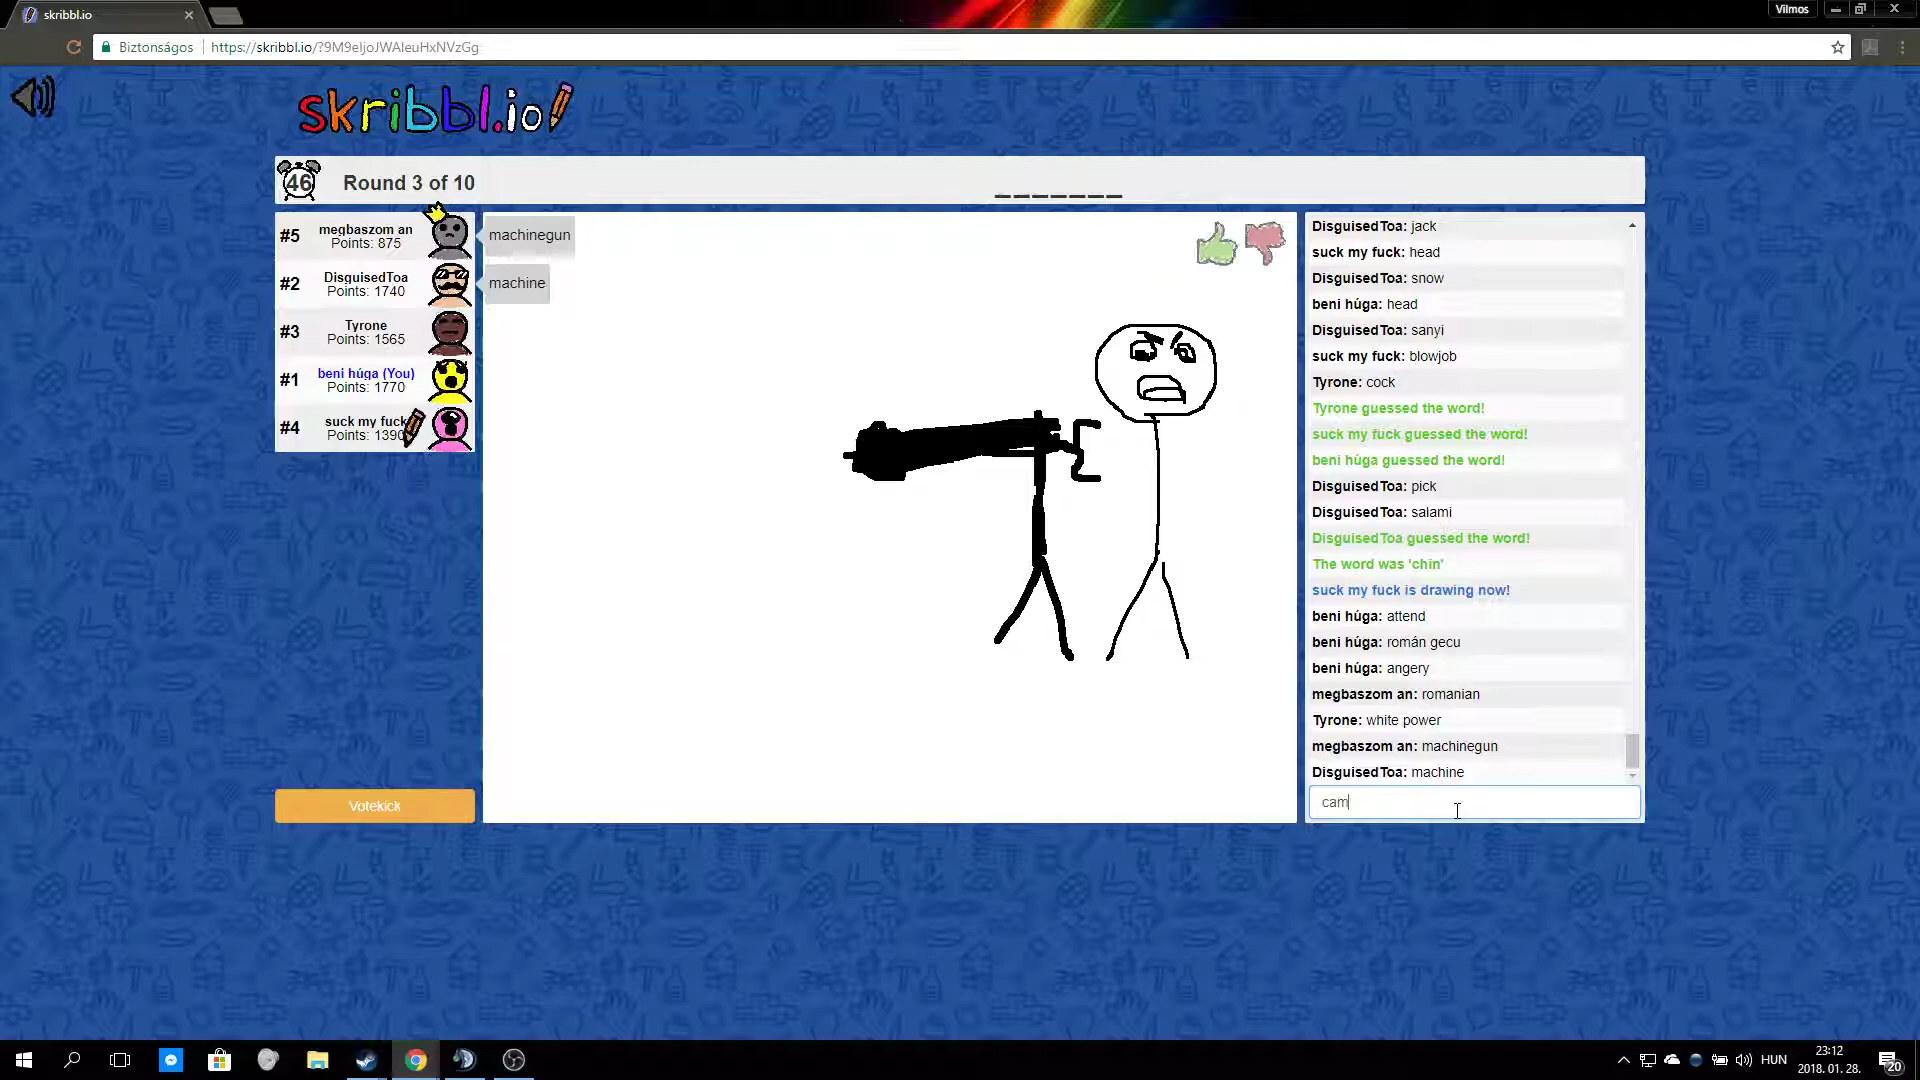 skribbl.io
Vilmos
Biztonságos
https://skribbl.io/?9M9eljoJWAleuHxNVzGg
skribbl.io
46
Round 3 of 10
_______
#5
megbaszom an
Points: 875
machinegun
#2
DisguisedToa
Points: 1740
machine
#3
Tyrone
Points: 1565
#1
beni húga (You)
Points: 1770
#4
suck my fuck
Points: 1390
Votekick
DisguisedToa: jack
suck my fuck: head
DisguisedToa: snow
beni húga: head
DisguisedToa: sanyi
suck my fuck: blowjob
Tyrone: cock
Tyrone guessed the word!
suck my fuck guessed the word!
beni húga guessed the word!
DisguisedToa: pick
DisguisedToa: salami
DisguisedToa guessed the word!
The word was 'chin'
suck my fuck is drawing now!
beni húga: attend
beni húga: román gecu
beni húga: angery
megbaszom an: romanian
Tyrone: white power
megbaszom an: machinegun
DisguisedToa: machine
cam
HUN
23:12
2018. 01. 28.
20